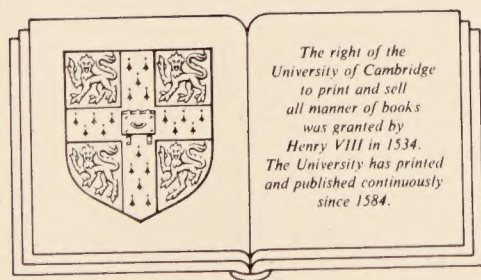 The right of the
University of Cambridge
to print and sell
all manner of books
was granted by
Henry VIII in 1534.
The University has printed
and published continuously
since 1584.